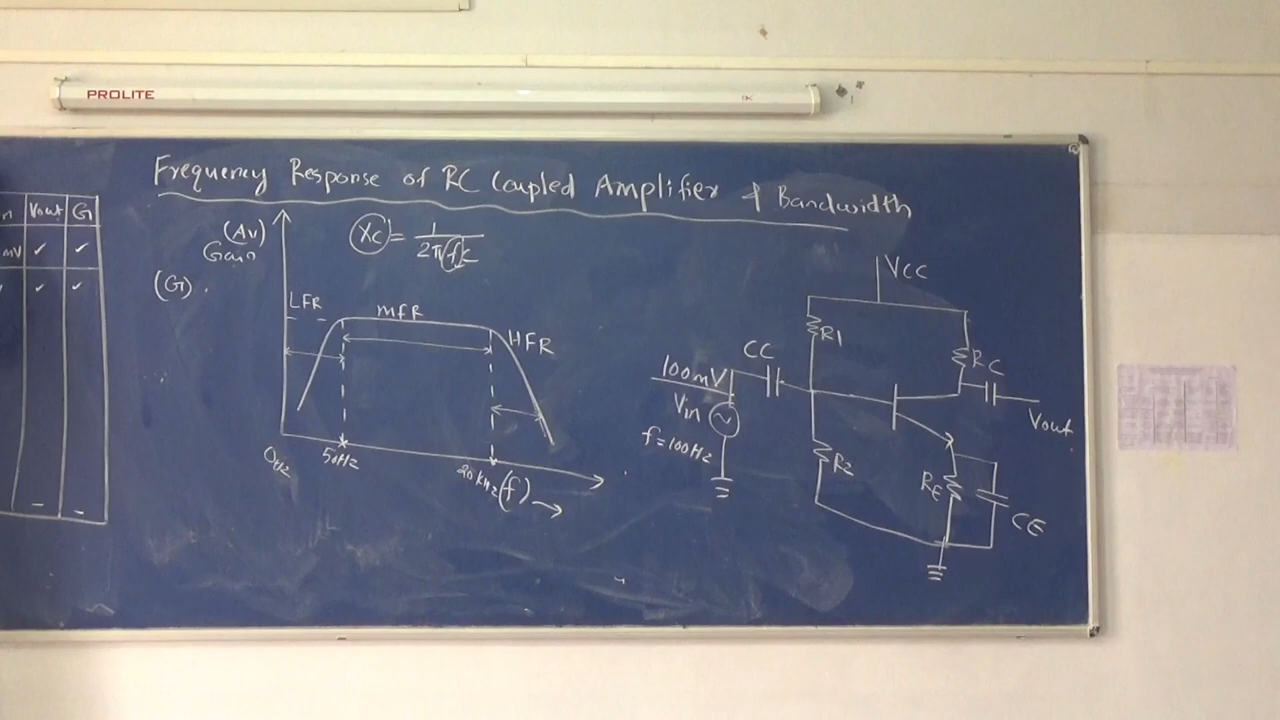 PROLITE
Frequency Response of RC Coupled Amplifier & Bandwidth
n Vout G
mV ✓ ✓
✓ ✓ ✓
– –
(Av)
Gain
(G)
Xc = 1 / 2π(f)c
LFR
MFR
HFR
0Hz
50Hz
20KHz
(f) →
VCC
R1
RC
CC
100mV
Vin
f=100Hz
R2
Vout
RE
CE